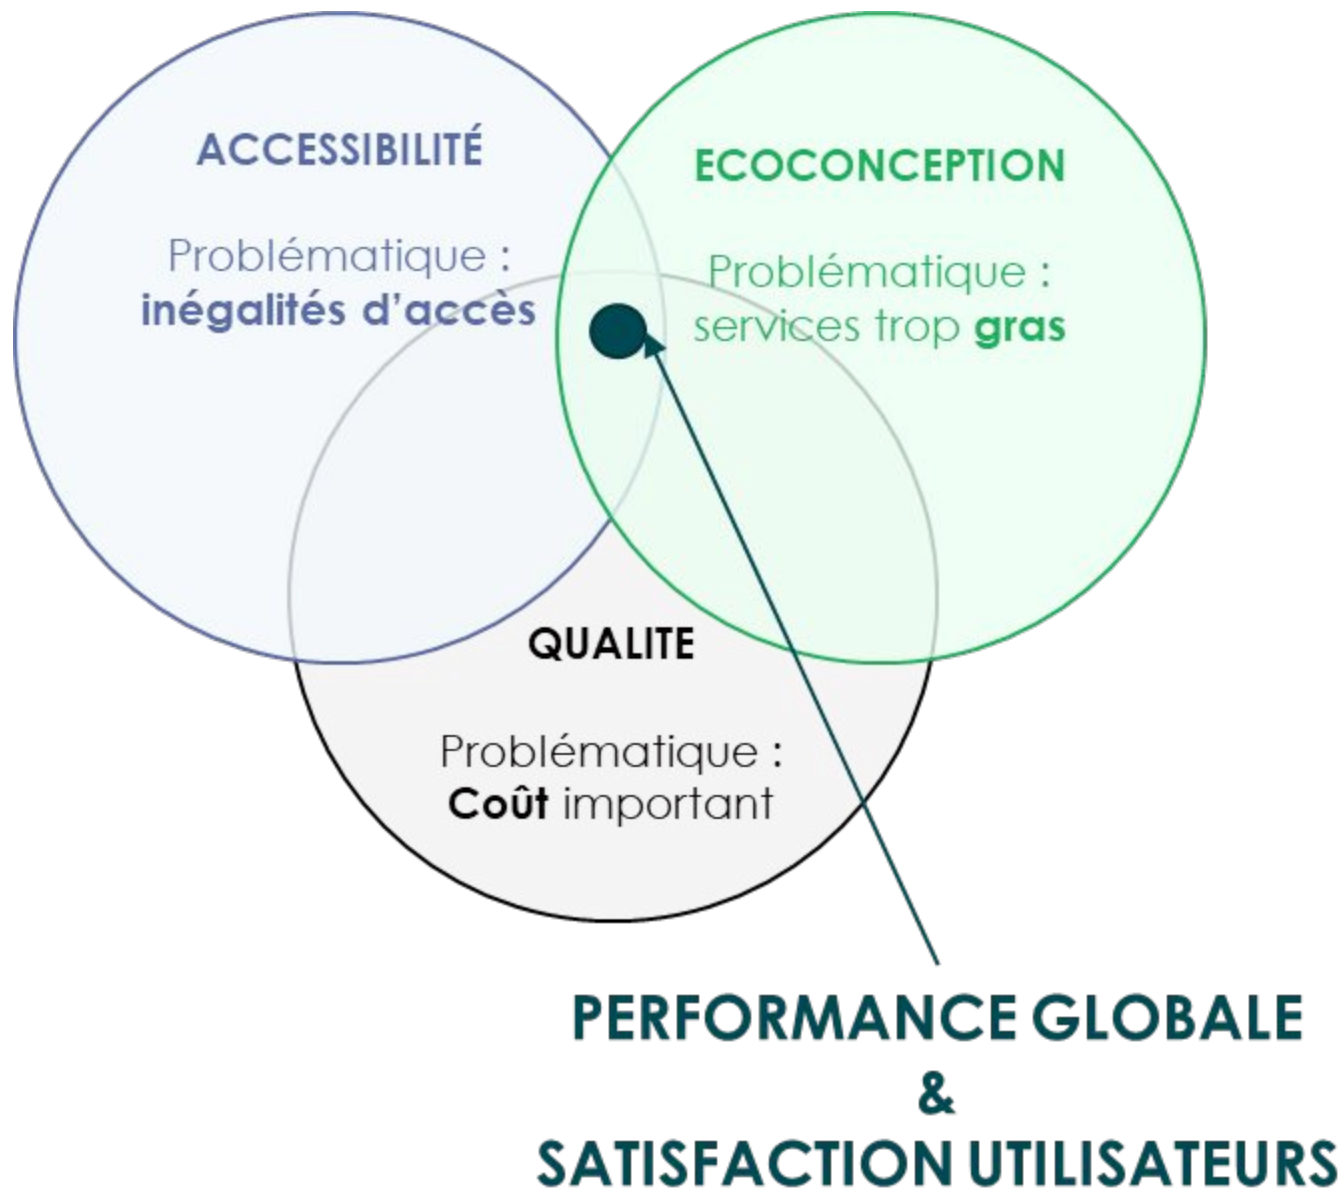 ACCESSIBILITÉ
Problématique :
inégalités d'accès
ECOCONCEPTION
Problématique :
services trop gras
QUALITE
Problématique :
Coût important
PERFORMANCE GLOBALE
&
SATISFACTION UTILISATEURS